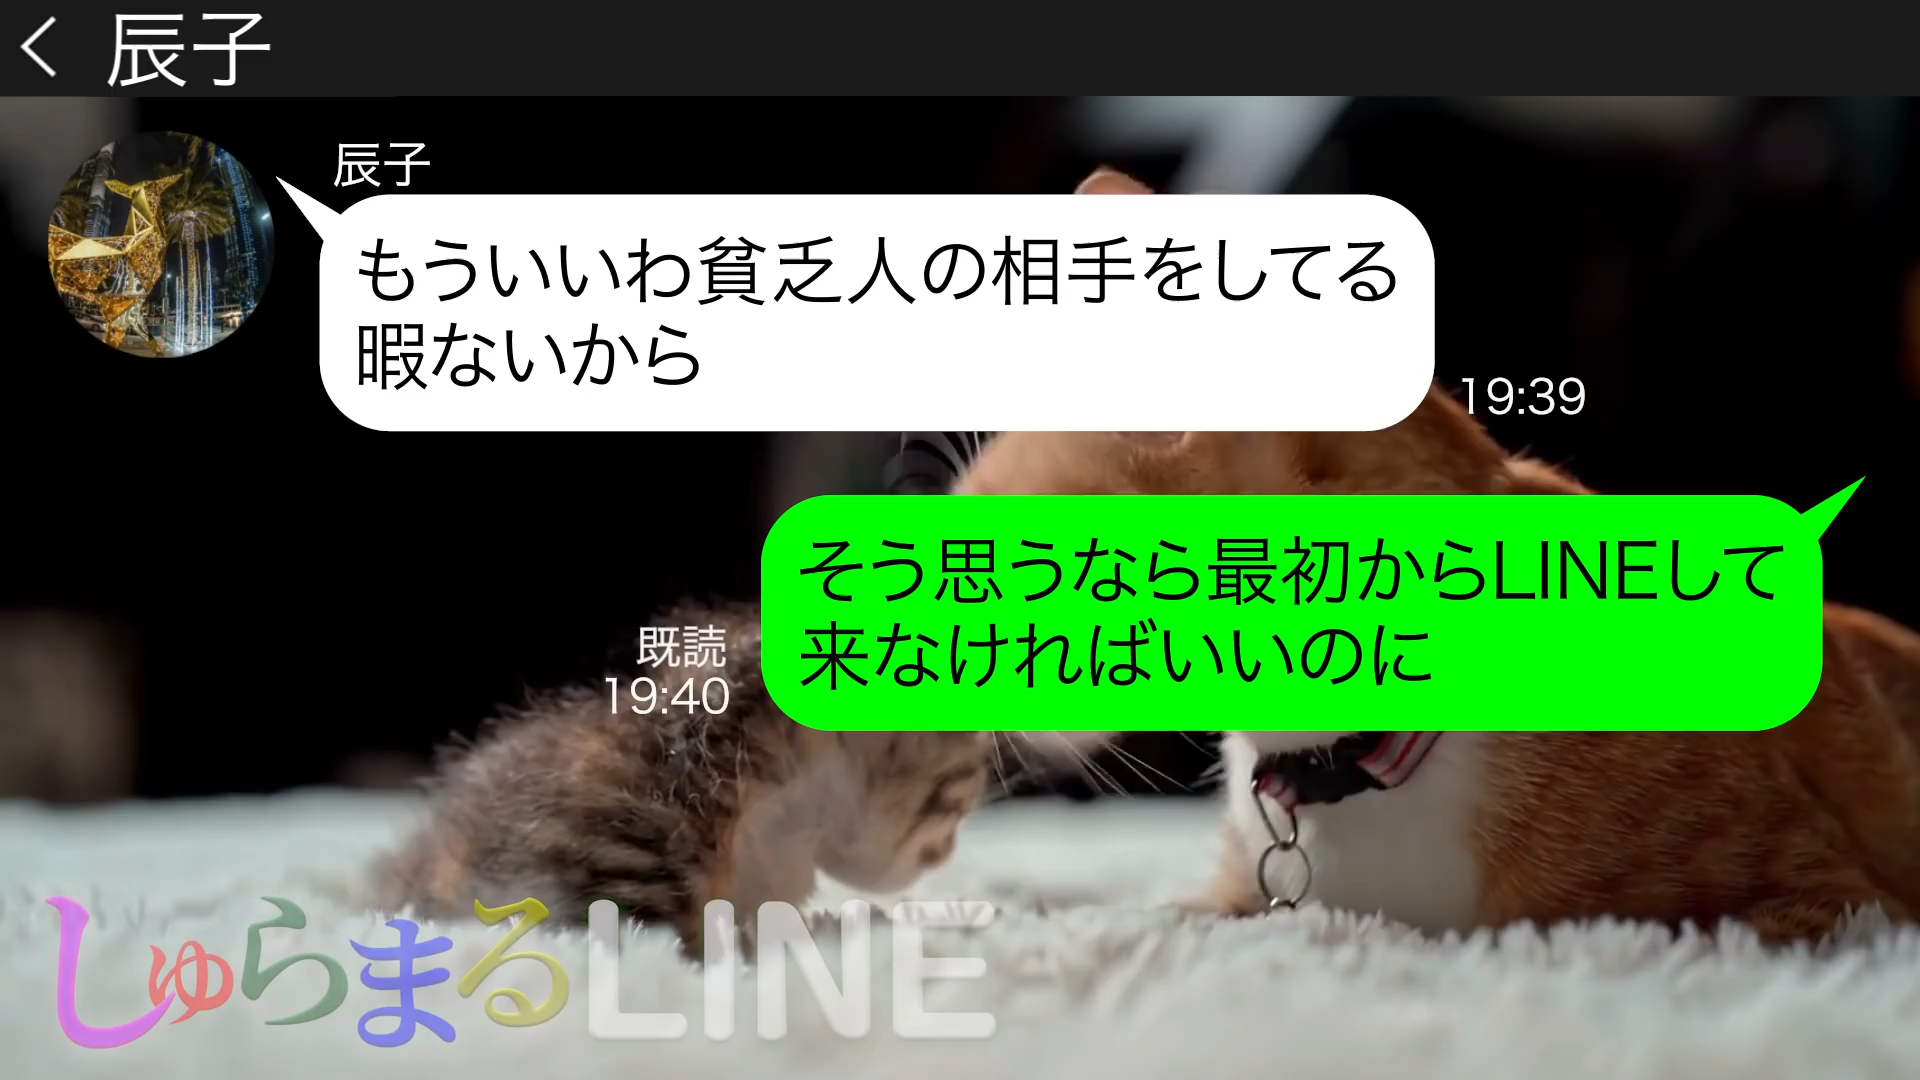 辰子
辰子
もういいわ貧乏人の相手をしてる
暇ないから
19:39
そう思うなら最初からLINEして
来なければいいのに
既読
19:40
しゅらまるLINE